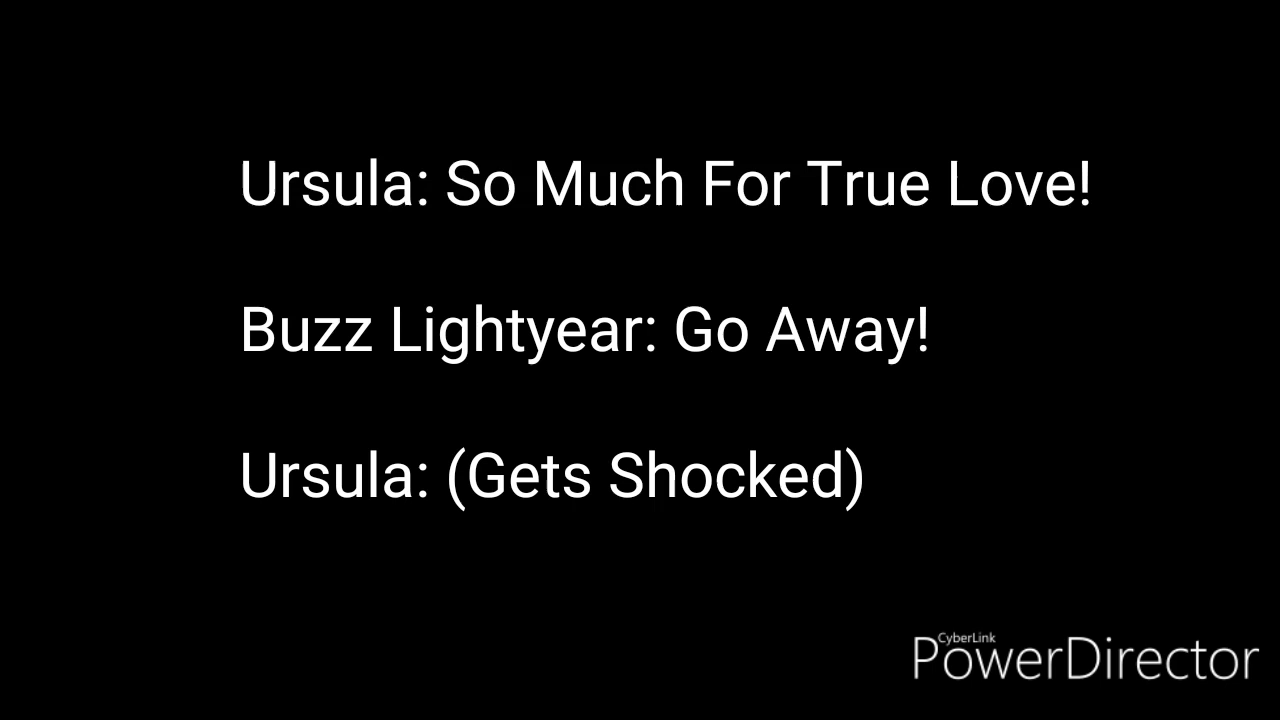 Ursula: So Much For True Love!
Buzz Lightyear: Go Away!
Ursula: (Gets Shocked)
CyberLink
PowerDirector